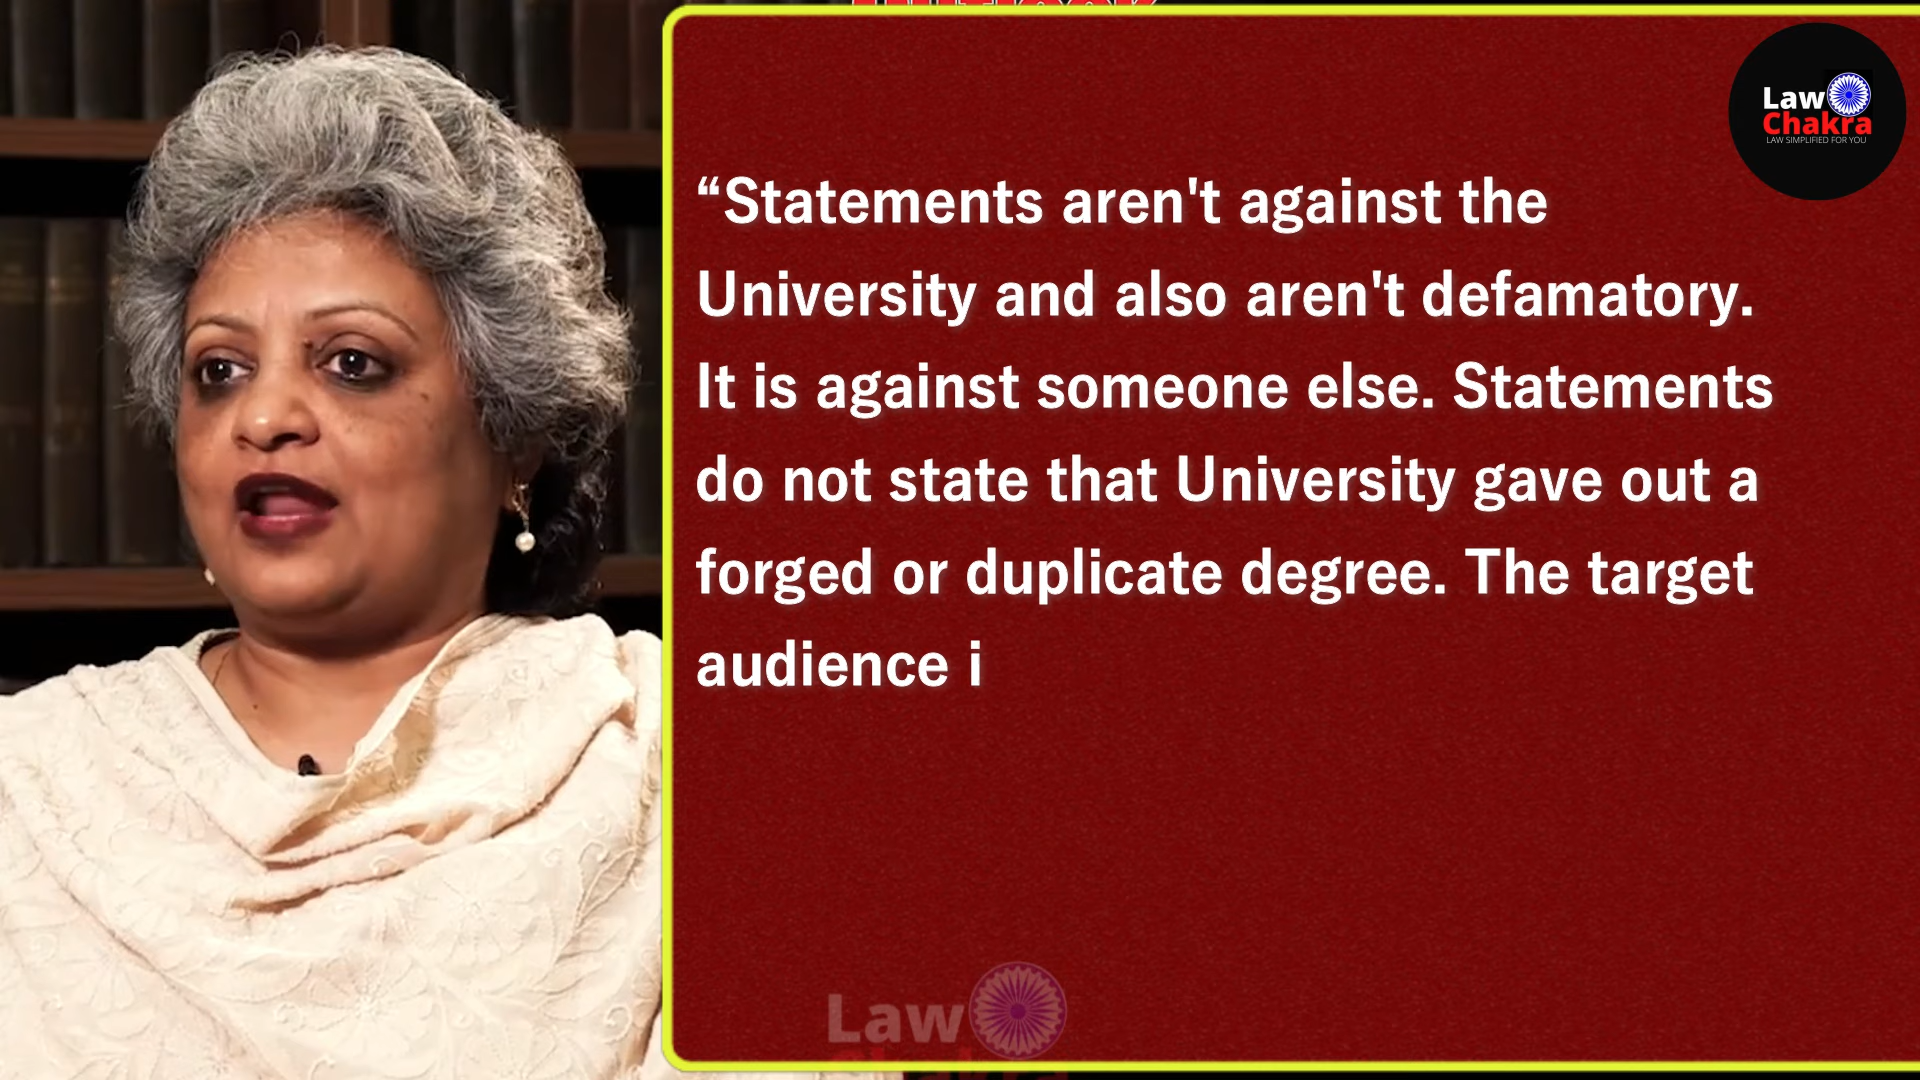 Law
Chakra
LAW SIMPLIFIED FOR YOU
“Statements aren't against the
University and also aren't defamatory.
It is against someone else. Statements
do not state that University gave out a
forged or duplicate degree. The target
audience i
Law
Chakra